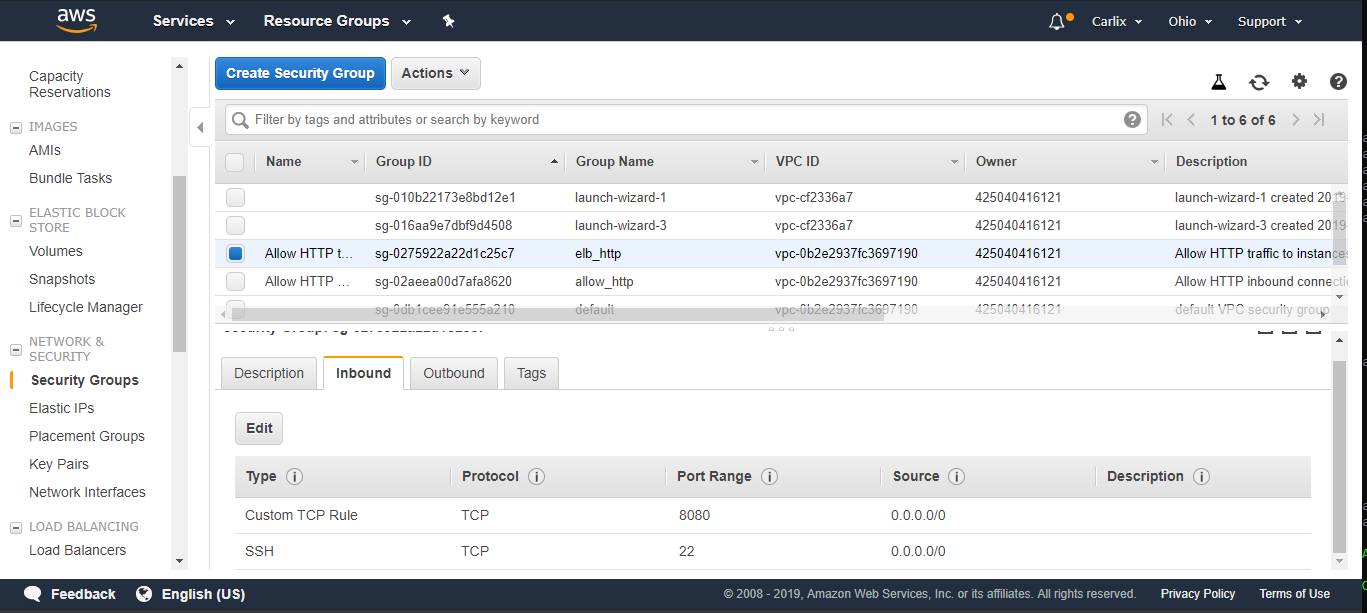 aws Services Resource Groups Carlix Ohio Support
Capacity
Reservations
IMAGES
AMIs
Bundle Tasks
ELASTIC BLOCK
STORE
Volumes
Snapshots
Lifecycle Manager
NETWORK &
SECURITY
Security Groups
Elastic IPs
Placement Groups
Key Pairs
Network Interfaces
LOAD BALANCING
Load Balancers
Create Security Group Actions
Filter by tags and attributes or search by keyword 1 to 6 of 6
Name Group ID Group Name VPC ID Owner Description
sg-010b22173e8bd12e1 launch-wizard-1 vpc-cf2336a7 425040416121 launch-wizard-1 created 2019-
sg-016aa9e7dbf9d4508 launch-wizard-3 vpc-cf2336a7 425040416121 launch-wizard-3 created 2019-
Allow HTTP t... sg-0275922a22d1c25c7 elb_http vpc-0b2e2937fc3697190 425040416121 Allow HTTP traffic to instances
Allow HTTP ... sg-02aeea00d7afa8620 allow_http vpc-0b2e2937fc3697190 425040416121 Allow HTTP inbound connectio
sg-0db1cee91e555a210 default vpc-0b2e2937fc3697190 425040416121 default VPC security group
Description Inbound Outbound Tags
Edit
Type Protocol Port Range Source Description
Custom TCP Rule TCP 8080 0.0.0.0/0
SSH TCP 22 0.0.0.0/0
Feedback English (US) © 2008 - 2019, Amazon Web Services, Inc. or its affiliates. All rights reserved. Privacy Policy Terms of Use